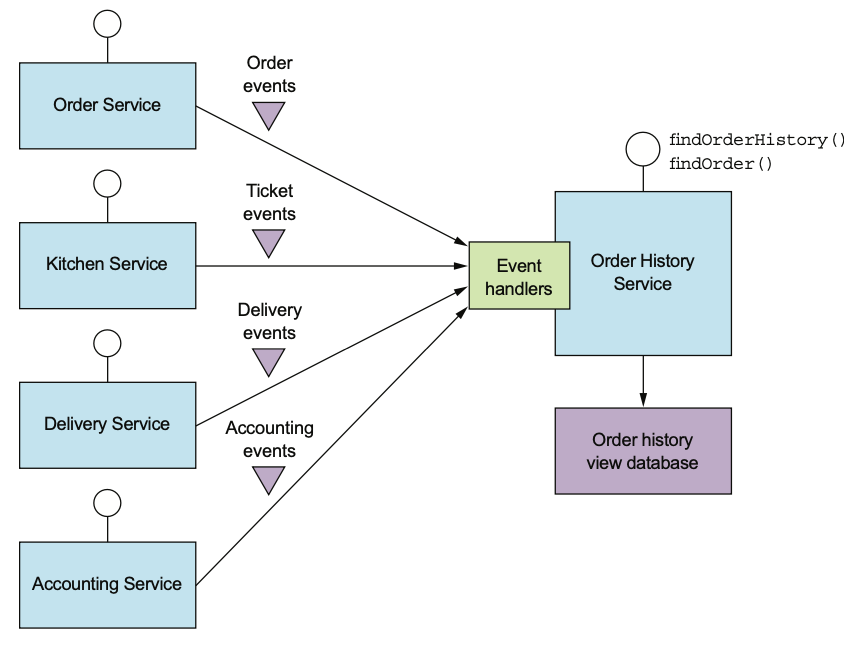 Order Service
Order
events
Kitchen Service
Ticket
events
Delivery Service
Delivery
events
Accounting Service
Accounting
events
Event
handlers
findOrderHistory()
findOrder()
Order History
Service
Order history
view database